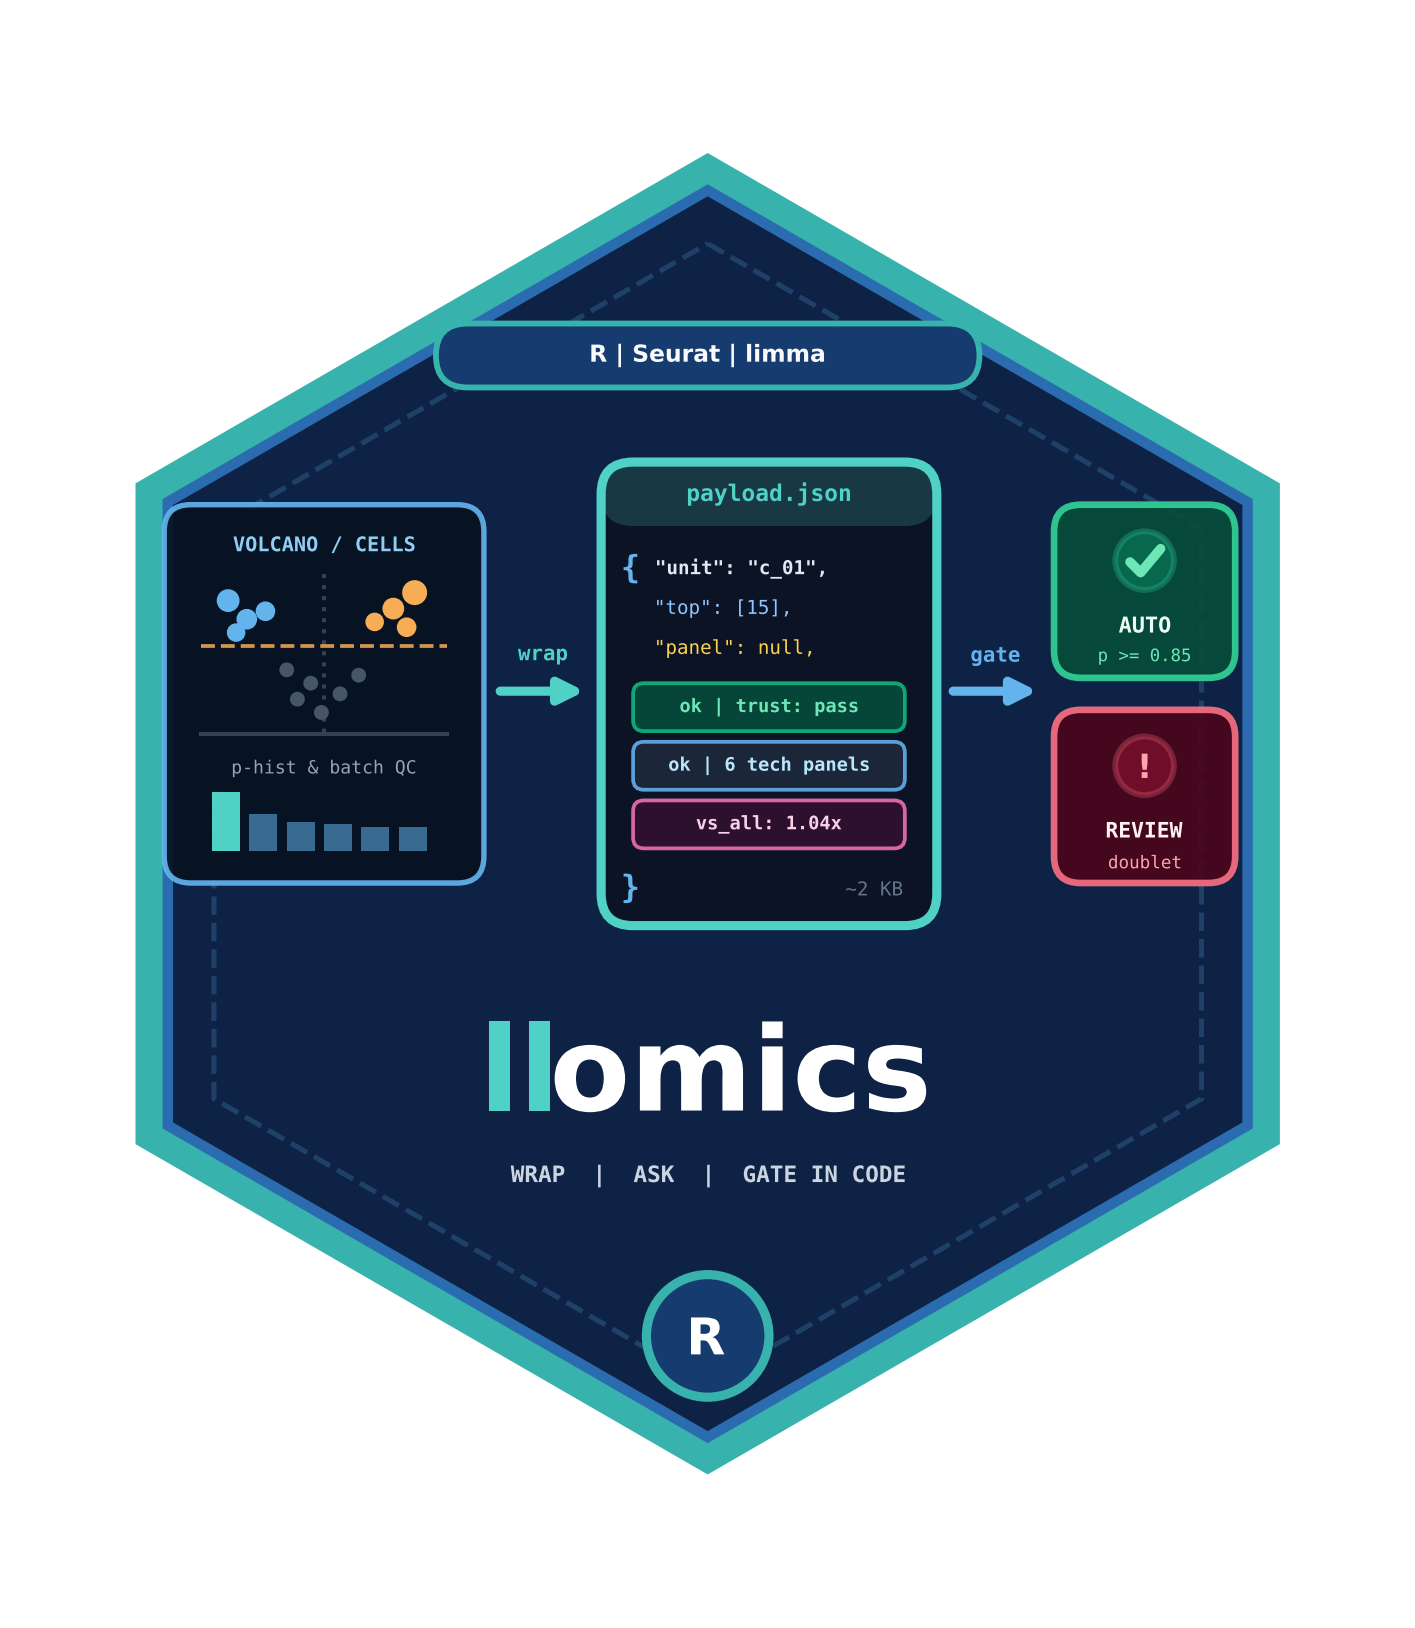 R | Seurat | limma
VOLCANO / CELLS
p-hist & batch QC
wrap
payload.json
{ "unit": "c_01",
"top": [15],
"panel": null,
ok | trust: pass
ok | 6 tech panels
vs_all: 1.04x
} ~2 KB
gate
AUTO
p >= 0.85
!
REVIEW
doublet
llomics
WRAP | ASK | GATE IN CODE
R